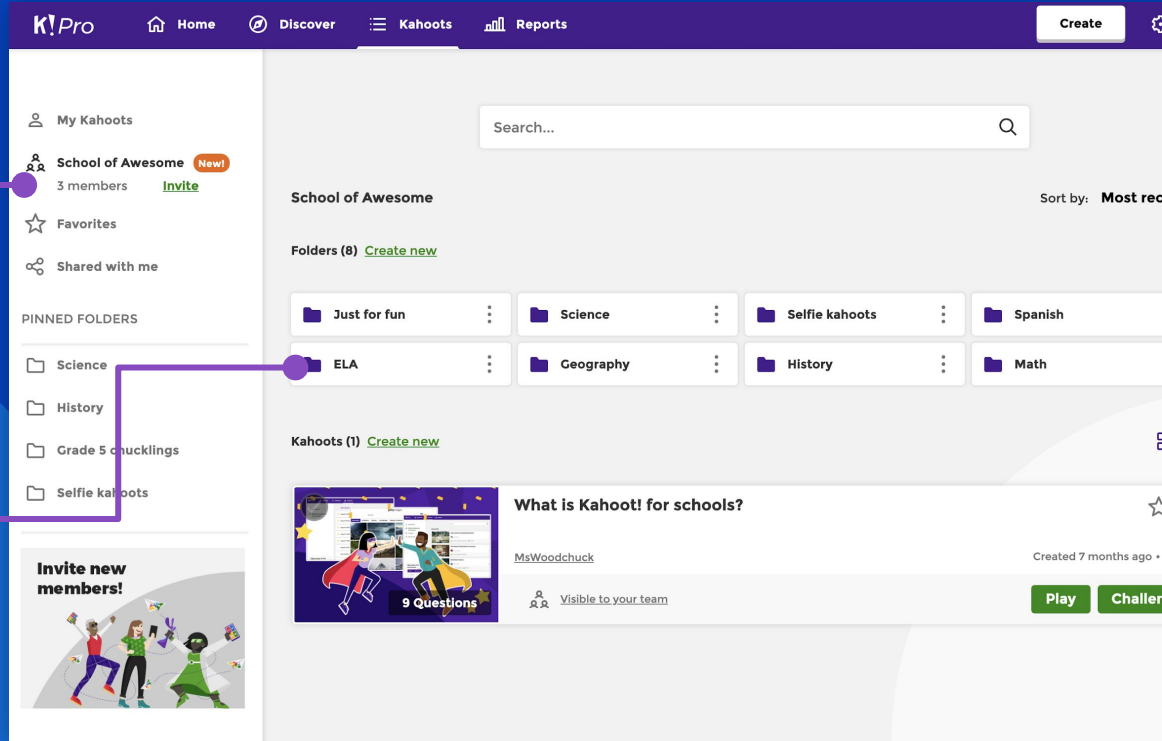 K!Pro Home Discover Kahoots Reports Create
My Kahoots
School of Awesome New!
3 members Invite
Favorites
Shared with me
PINNED FOLDERS
Science
History
Grade 5 chucklings
Selfie kahoots
Invite new
members!
Search...
School of Awesome Sort by: Most rec
Folders (8) Create new
Just for fun Science Selfie kahoots Spanish
ELA Geography History Math
Kahoots (1) Create new
What is Kahoot! for schools?
MsWoodchuck Created 7 months ago •
9 Questions Visible to your team Play Challen